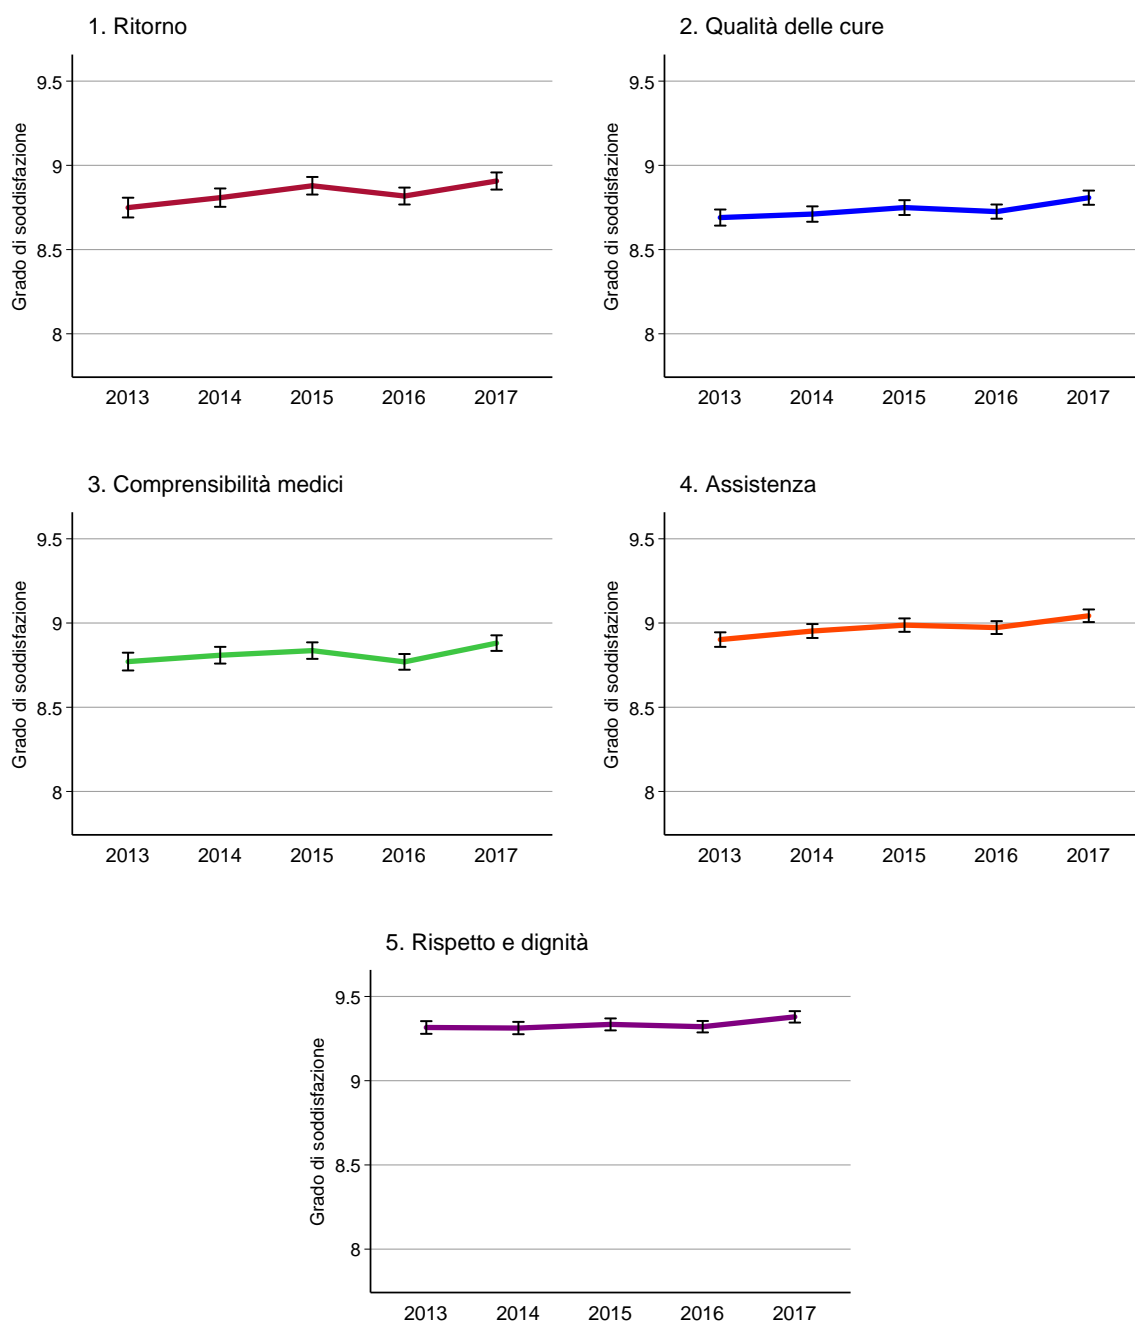 1. Ritorno
Grado di soddisfazione
9.5
9
8.5
8
2013 2014 2015 2016 2017
2. Qualità delle cure
Grado di soddisfazione
9.5
9
8.5
8
2013 2014 2015 2016 2017
3. Comprensibilità medici
Grado di soddisfazione
9.5
9
8.5
8
2013 2014 2015 2016 2017
4. Assistenza
Grado di soddisfazione
9.5
9
8.5
8
2013 2014 2015 2016 2017
5. Rispetto e dignità
Grado di soddisfazione
9.5
9
8.5
8
2013 2014 2015 2016 2017